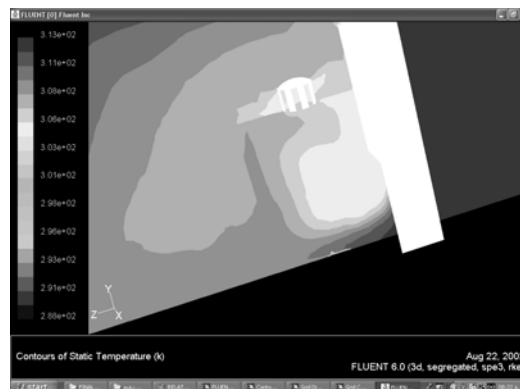 FLUENT [0] Fluent Inc
3.13e+02
3.11e+02
3.08e+02
3.06e+02
3.03e+02
3.01e+02
2.98e+02
2.96e+02
2.93e+02
2.91e+02
2.88e+02
Y
Z X
Contours of Static Temperature (k)
Aug 22, 200
FLUENT 6.0 (3d, segregated, spe3, rke
START
FINAL